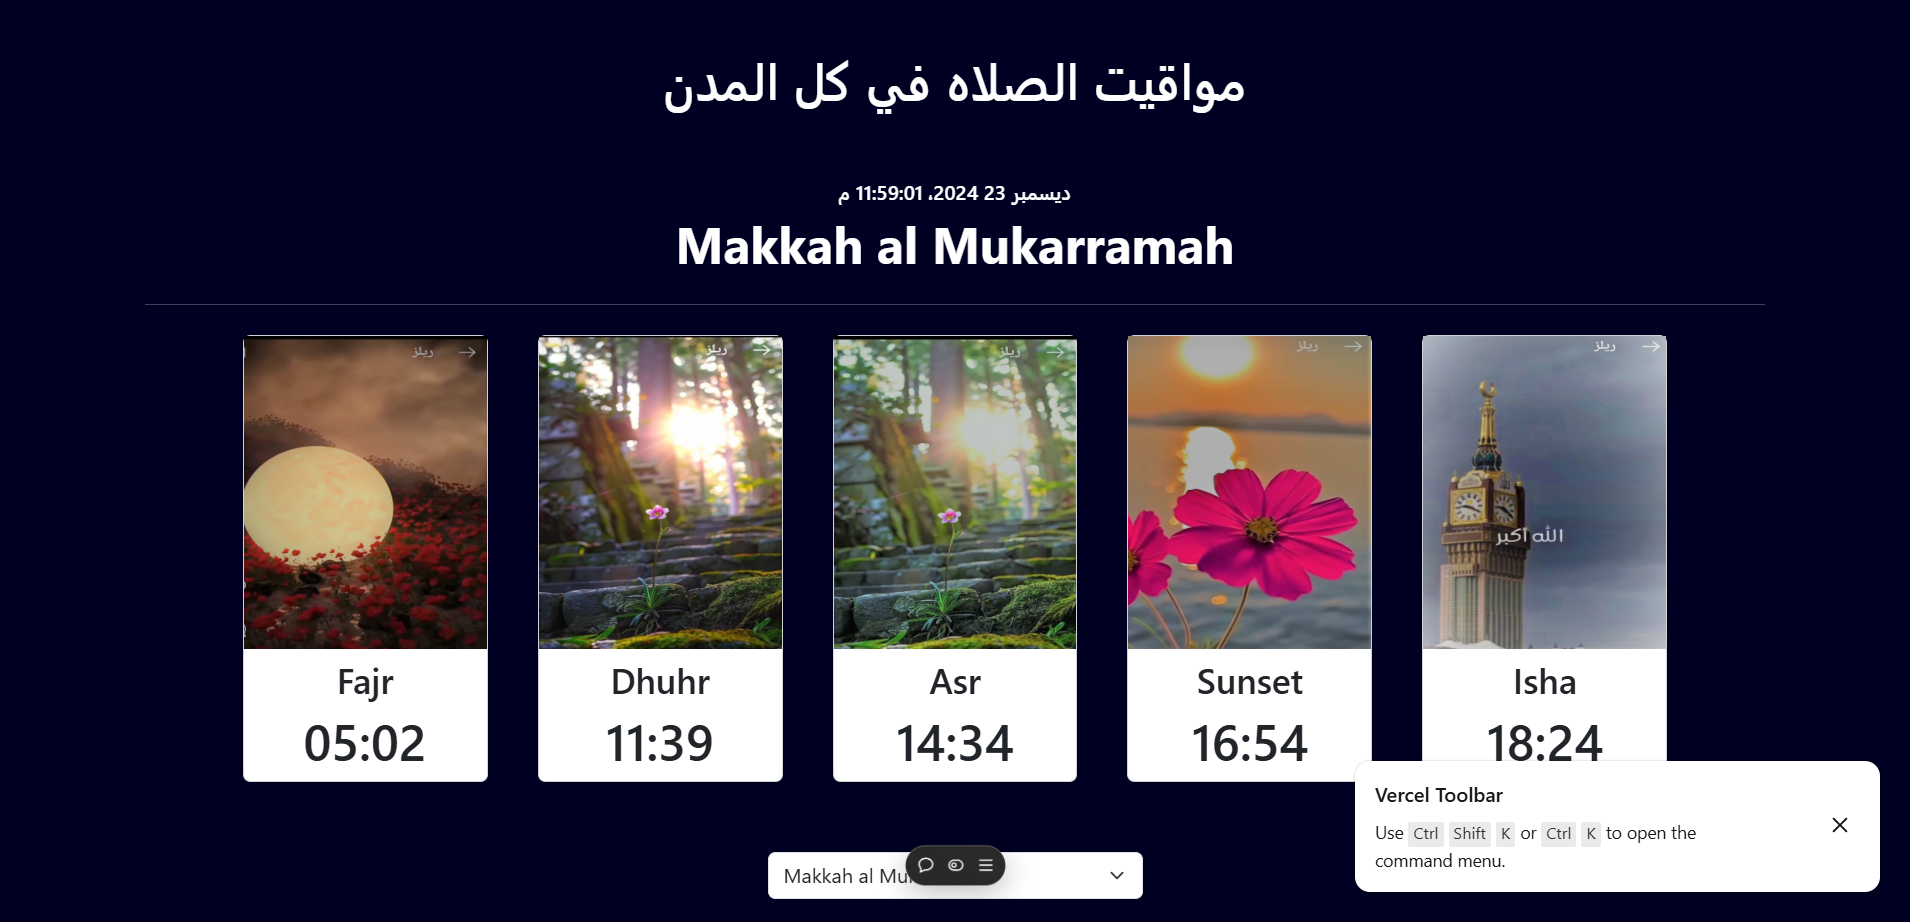 مواقيت الصلاه في كل المدن
ديسمبر 23 2024، 11:59:01 م
Makkah al Mukarramah
ريلز →
ريلز →
ريلز →
ريلز →
ريلز →
الله أكبر
Fajr
05:02
Dhuhr
11:39
Asr
14:34
Sunset
16:54
Isha
18:24
Vercel Toolbar
Use Ctrl Shift K or Ctrl K to open the
command menu.
Makkah al Mu